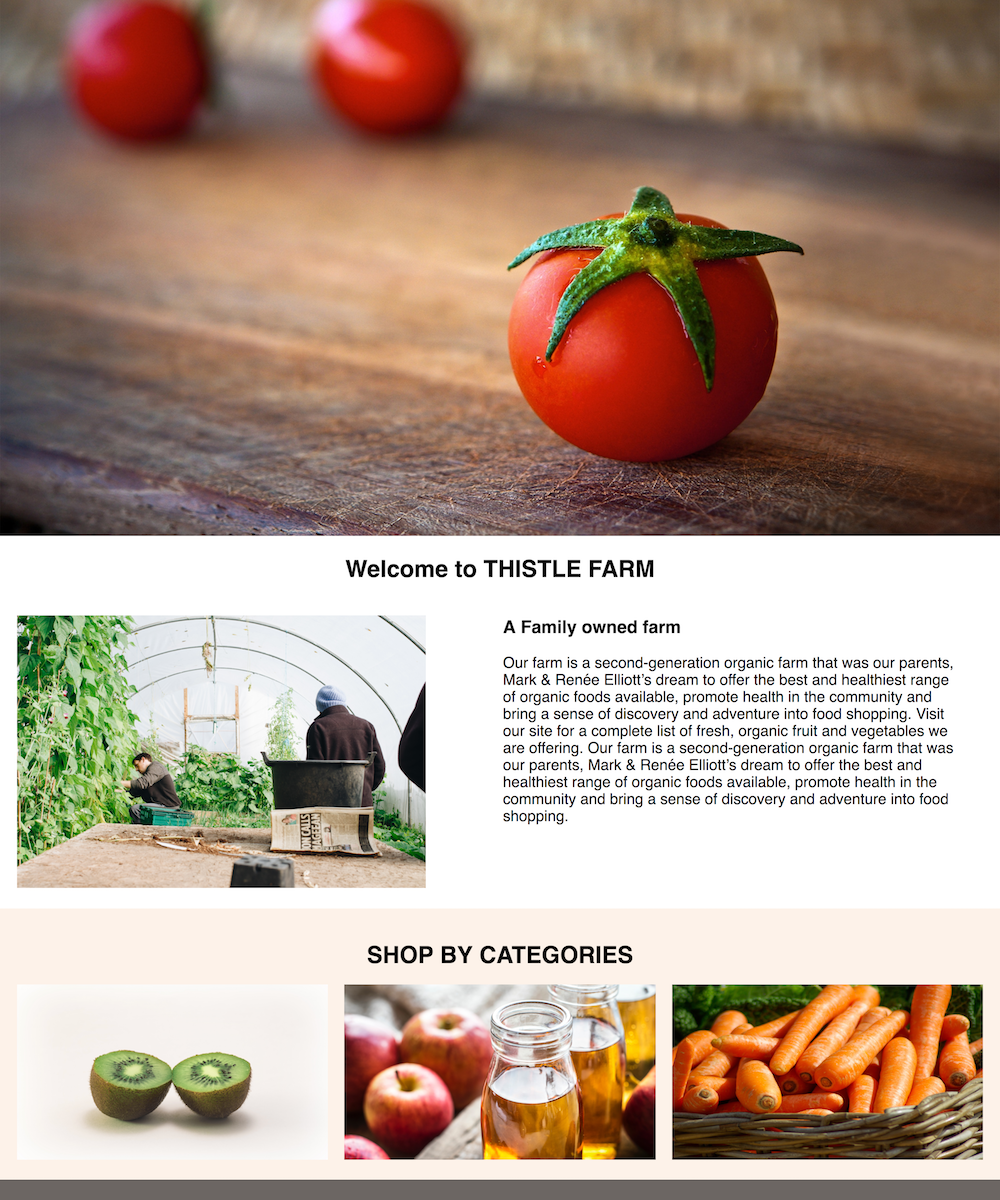 Welcome to THISTLE FARM
A Family owned farm
Our farm is a second-generation organic farm that was our parents,
Mark & Renée Elliott’s dream to offer the best and healthiest range
of organic foods available, promote health in the community and
bring a sense of discovery and adventure into food shopping. Visit
our site for a complete list of fresh, organic fruit and vegetables we
are offering. Our farm is a second-generation organic farm that was
our parents, Mark & Renée Elliott’s dream to offer the best and
healthiest range of organic foods available, promote health in the
community and bring a sense of discovery and adventure into food
shopping.
SHOP BY CATEGORIES